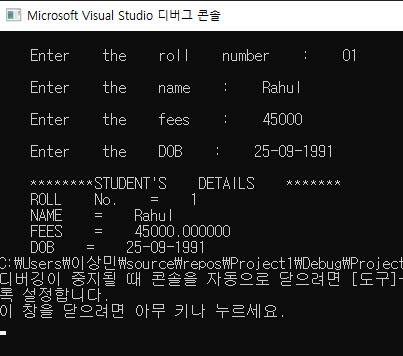 Microsoft Visual Studio 디버그 콘솔
Enter the roll number : 01
Enter the name : Rahul
Enter the fees : 45000
Enter the DOB : 25-09-1991
********STUDENT'S DETAILS *******
ROLL No. = 1
NAME = Rahul
FEES = 45000.000000
DOB = 25-09-1991
C:\Users\이상민\source\repos\Project1\Debug\Project
디버깅이 중지될 때 콘솔을 자동으로 닫으려면 [도구]-
록 설정합니다.
이 창을 닫으려면 아무 키나 누르세요.